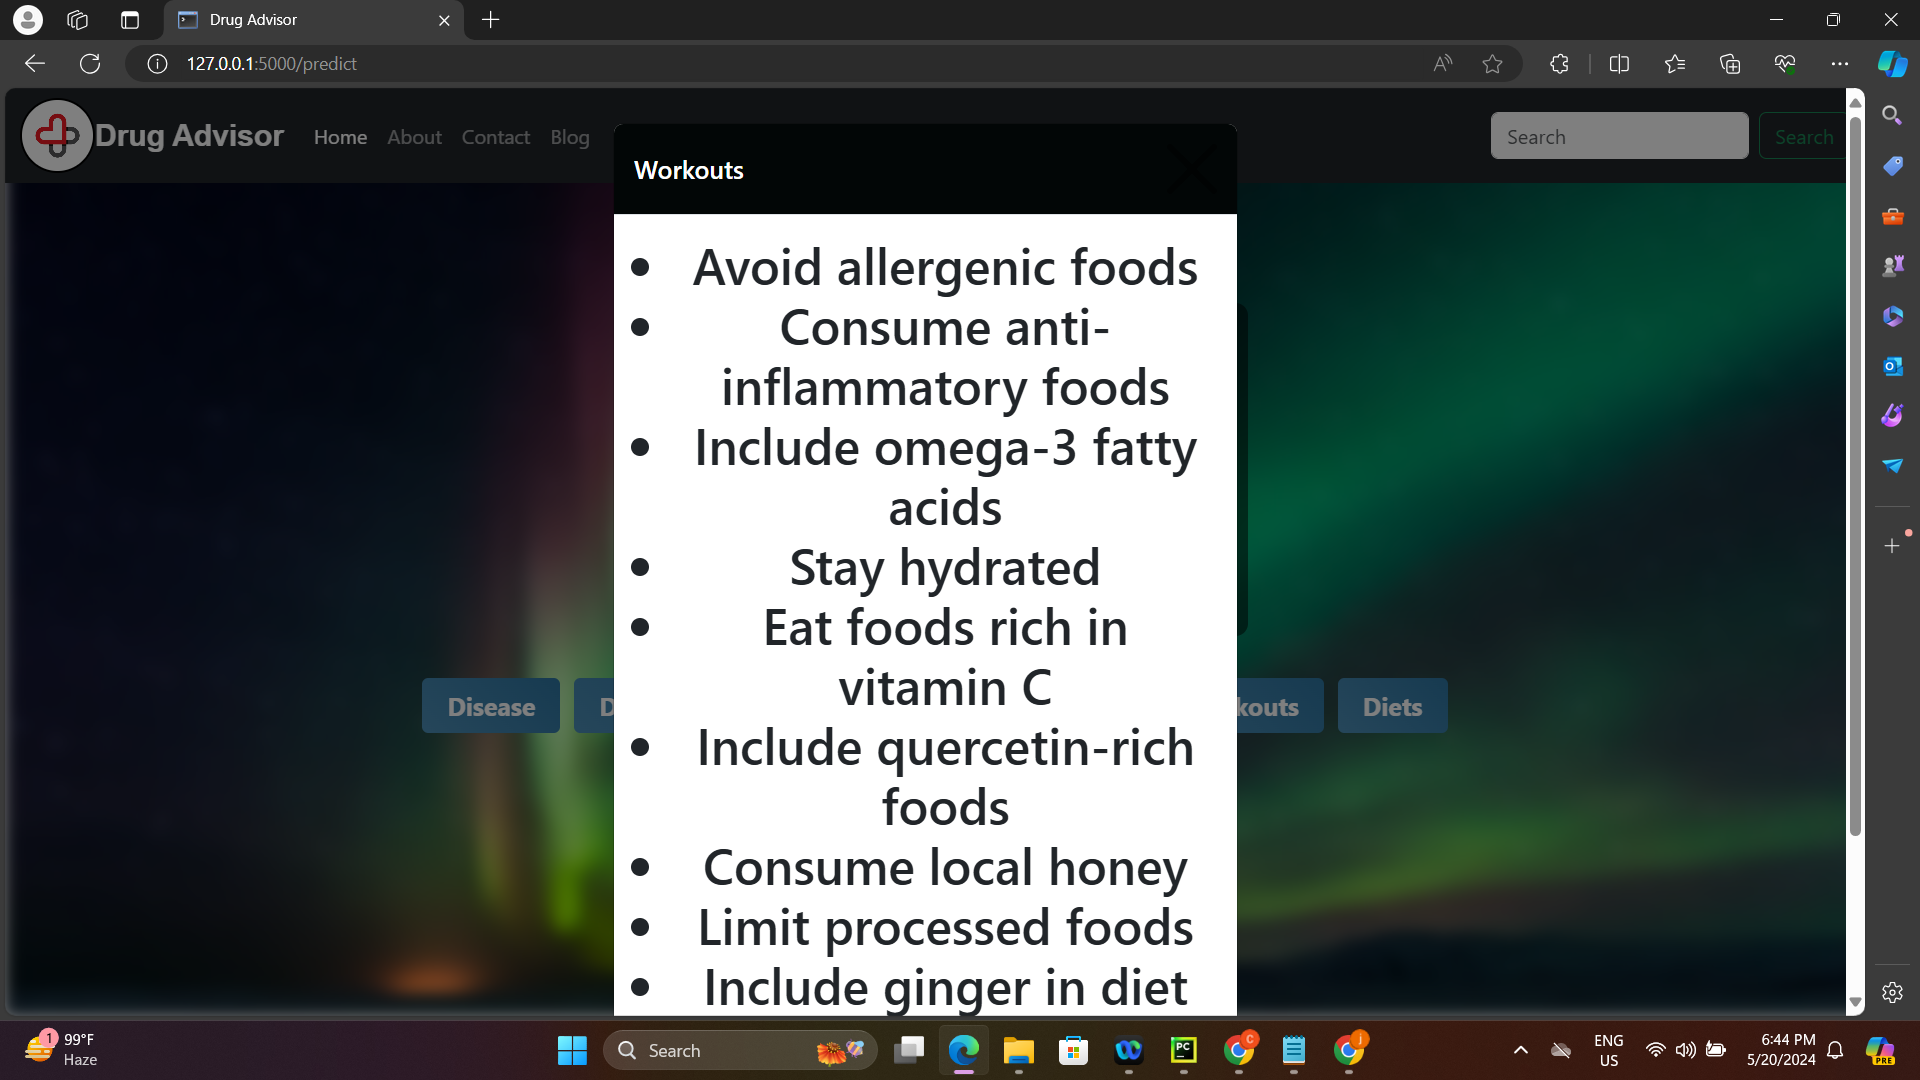 Drug Advisor
127.0.0.1:5000/predict
Drug Advisor Home About Contact Blog
Search
Search
Workouts
• Avoid allergenic foods
• Consume anti-
inflammatory foods
• Include omega-3 fatty
acids
• Stay hydrated
• Eat foods rich in
vitamin C
• Include quercetin-rich
foods
• Consume local honey
• Limit processed foods
• Include ginger in diet
Disease
D
kouts
Diets
1
99°F
Haze
Search
PC
C
j
ENG
US
6:44 PM
5/20/2024
PRE